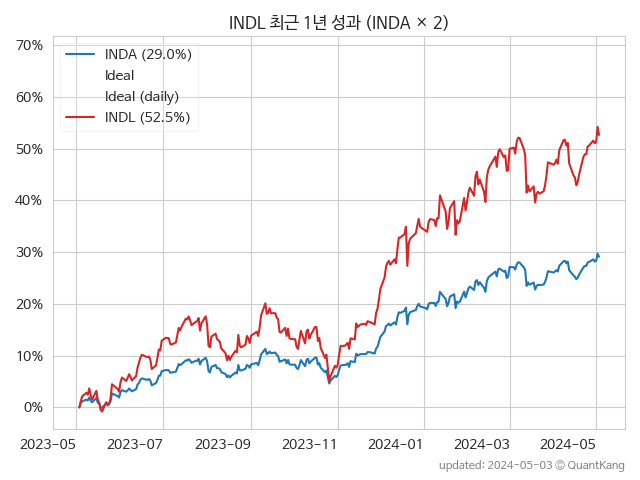 INDL 최근 1년 성과 (INDA × 2)
70%
60%
50%
40%
30%
20%
10%
0%
INDA (29.0%)
Ideal
Ideal (daily)
INDL (52.5%)
2023-05
2023-07
2023-09
2023-11
2024-01
2024-03
2024-05
updated: 2024-05-03 © QuantKang